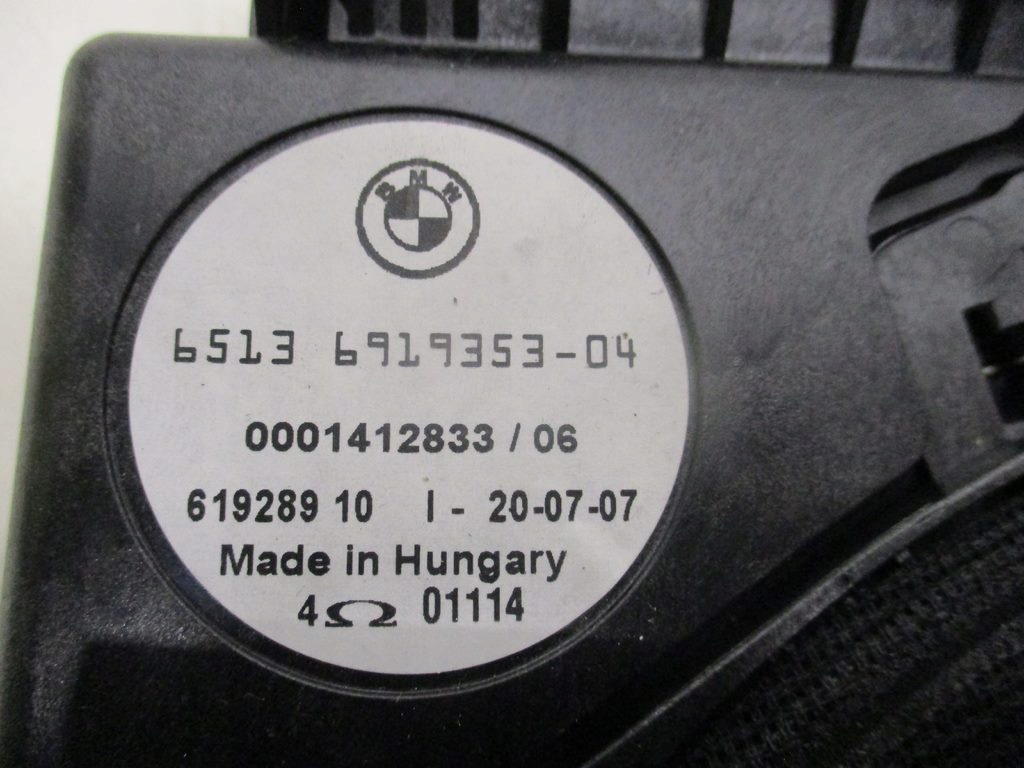 BMW
6513 6919353-04
0001412833 / 06
619289 10 I - 20-07-07
Made in Hungary
4Ω 01114